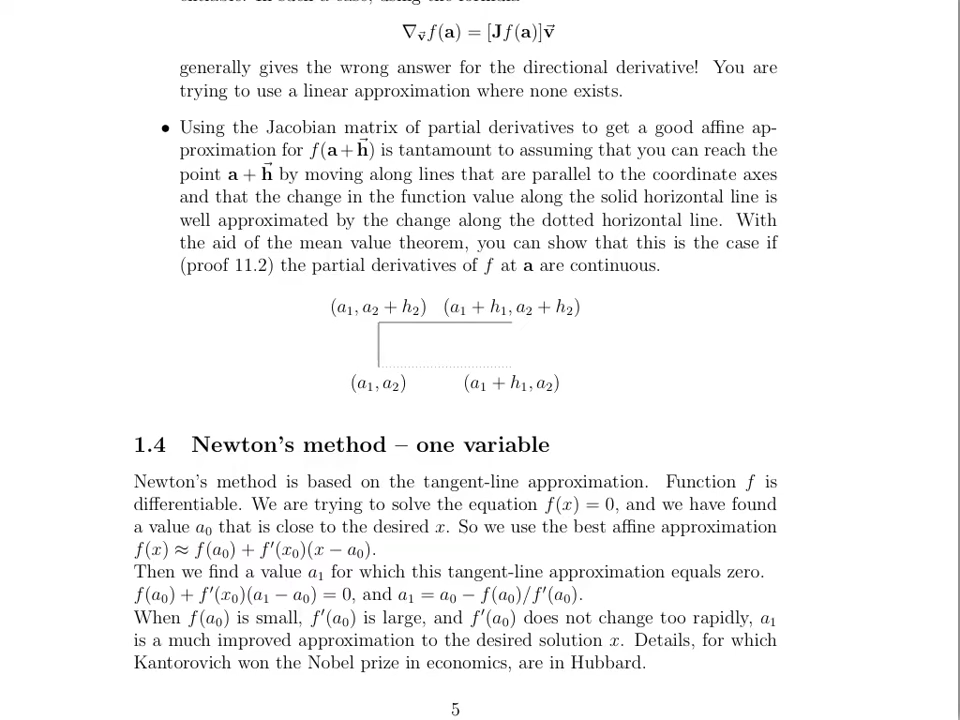 ∇_v⃗ f(a) = [Jf(a)]v⃗
generally gives the wrong answer for the directional derivative! You are
trying to use a linear approximation where none exists.
• Using the Jacobian matrix of partial derivatives to get a good affine ap-
proximation for f(a+h⃗) is tantamount to assuming that you can reach the
point a + h⃗ by moving along lines that are parallel to the coordinate axes
and that the change in the function value along the solid horizontal line is
well approximated by the change along the dotted horizontal line. With
the aid of the mean value theorem, you can show that this is the case if
(proof 11.2) the partial derivatives of f at a are continuous.
(a₁, a₂ + h₂) (a₁ + h₁, a₂ + h₂)
(a₁, a₂) (a₁ + h₁, a₂)
1.4 Newton's method – one variable
Newton's method is based on the tangent-line approximation. Function f is
differentiable. We are trying to solve the equation f(x) = 0, and we have found
a value a₀ that is close to the desired x. So we use the best affine approximation
f(x) ≈ f(a₀) + f′(x₀)(x − a₀).
Then we find a value a₁ for which this tangent-line approximation equals zero.
f(a₀) + f′(x₀)(a₁ − a₀) = 0, and a₁ = a₀ − f(a₀)/f′(a₀).
When f(a₀) is small, f′(a₀) is large, and f′(a₀) does not change too rapidly, a₁
is a much improved approximation to the desired solution x. Details, for which
Kantorovich won the Nobel prize in economics, are in Hubbard.
5